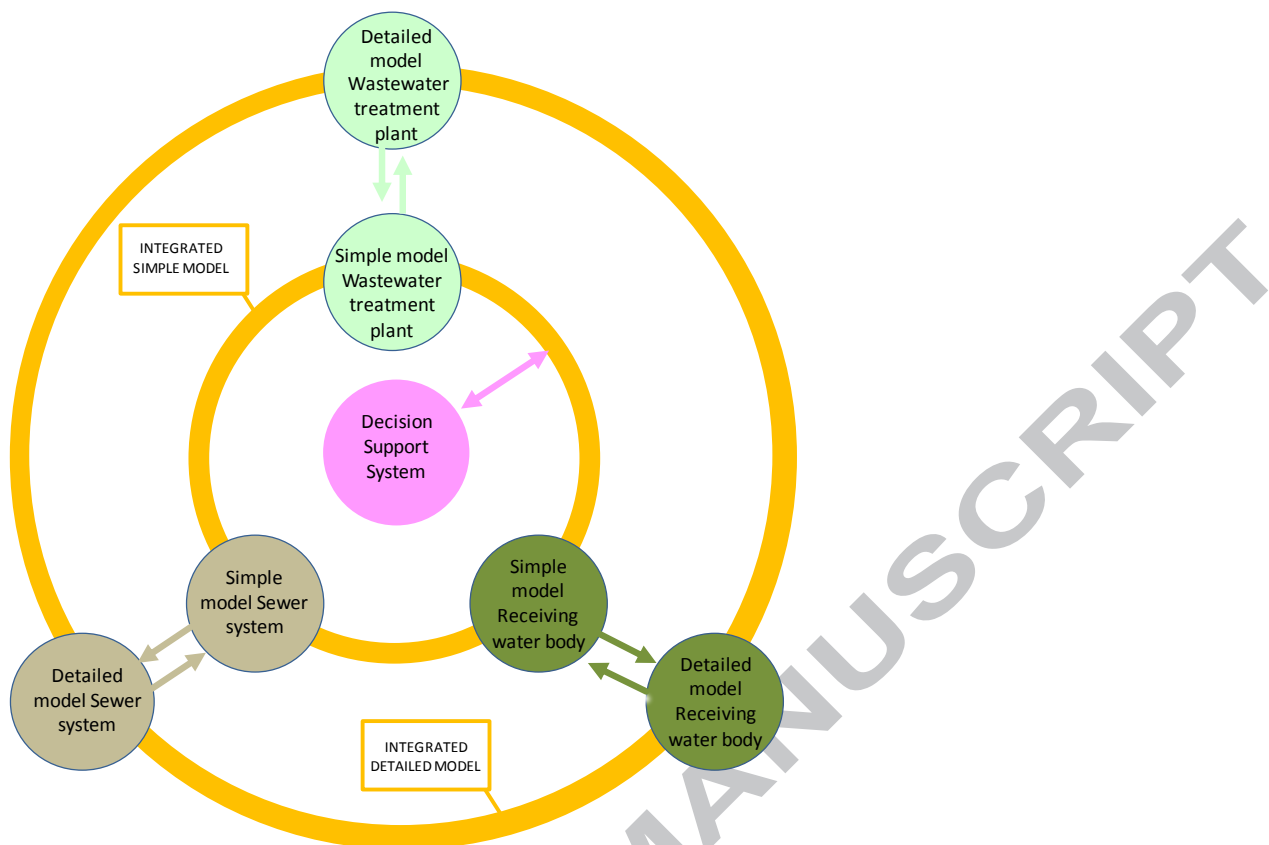 Detailed
model
Wastewater
treatment
plant
INTEGRATED
SIMPLE MODEL
Simple model
Wastewater
treatment
plant
Decision
Support
System
Simple
model Sewer
system
Simple
model
Receiving
water body
Detailed
model Sewer
system
Detailed
model
Receiving
water body
INTEGRATED
DETAILED MODEL
MANUSCRIPT